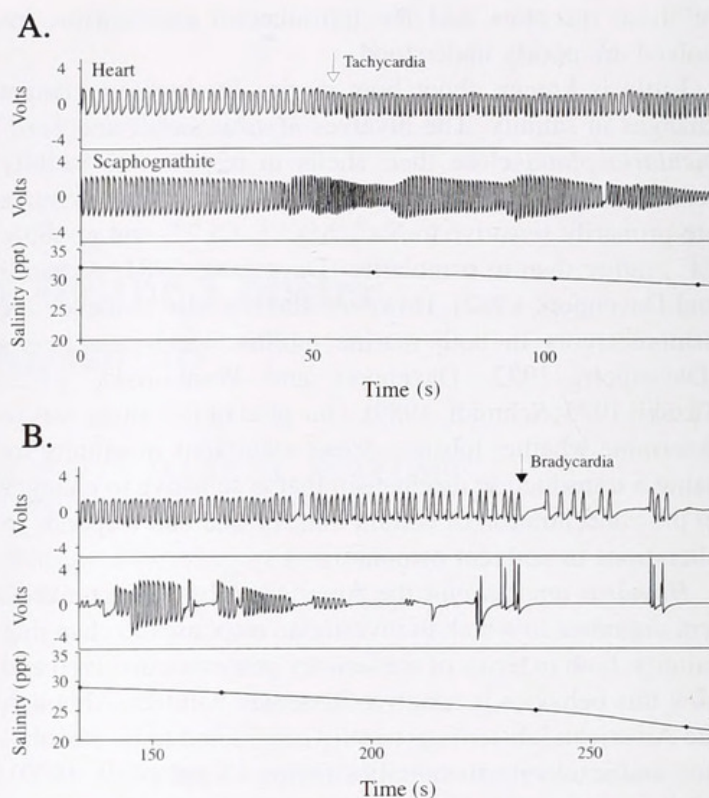 A.
Heart
Tachycardia
Volts
4
0
-4
Scaphognathite
Volts
4
0
-4
Salinity (ppt)
35
30
25
20
0
50
100
Time (s)
B.
Bradycardia
Volts
4
0
-4
Volts
4
0
-4
Salinity (ppt)
35
30
25
20
150
200
250
Time (s)